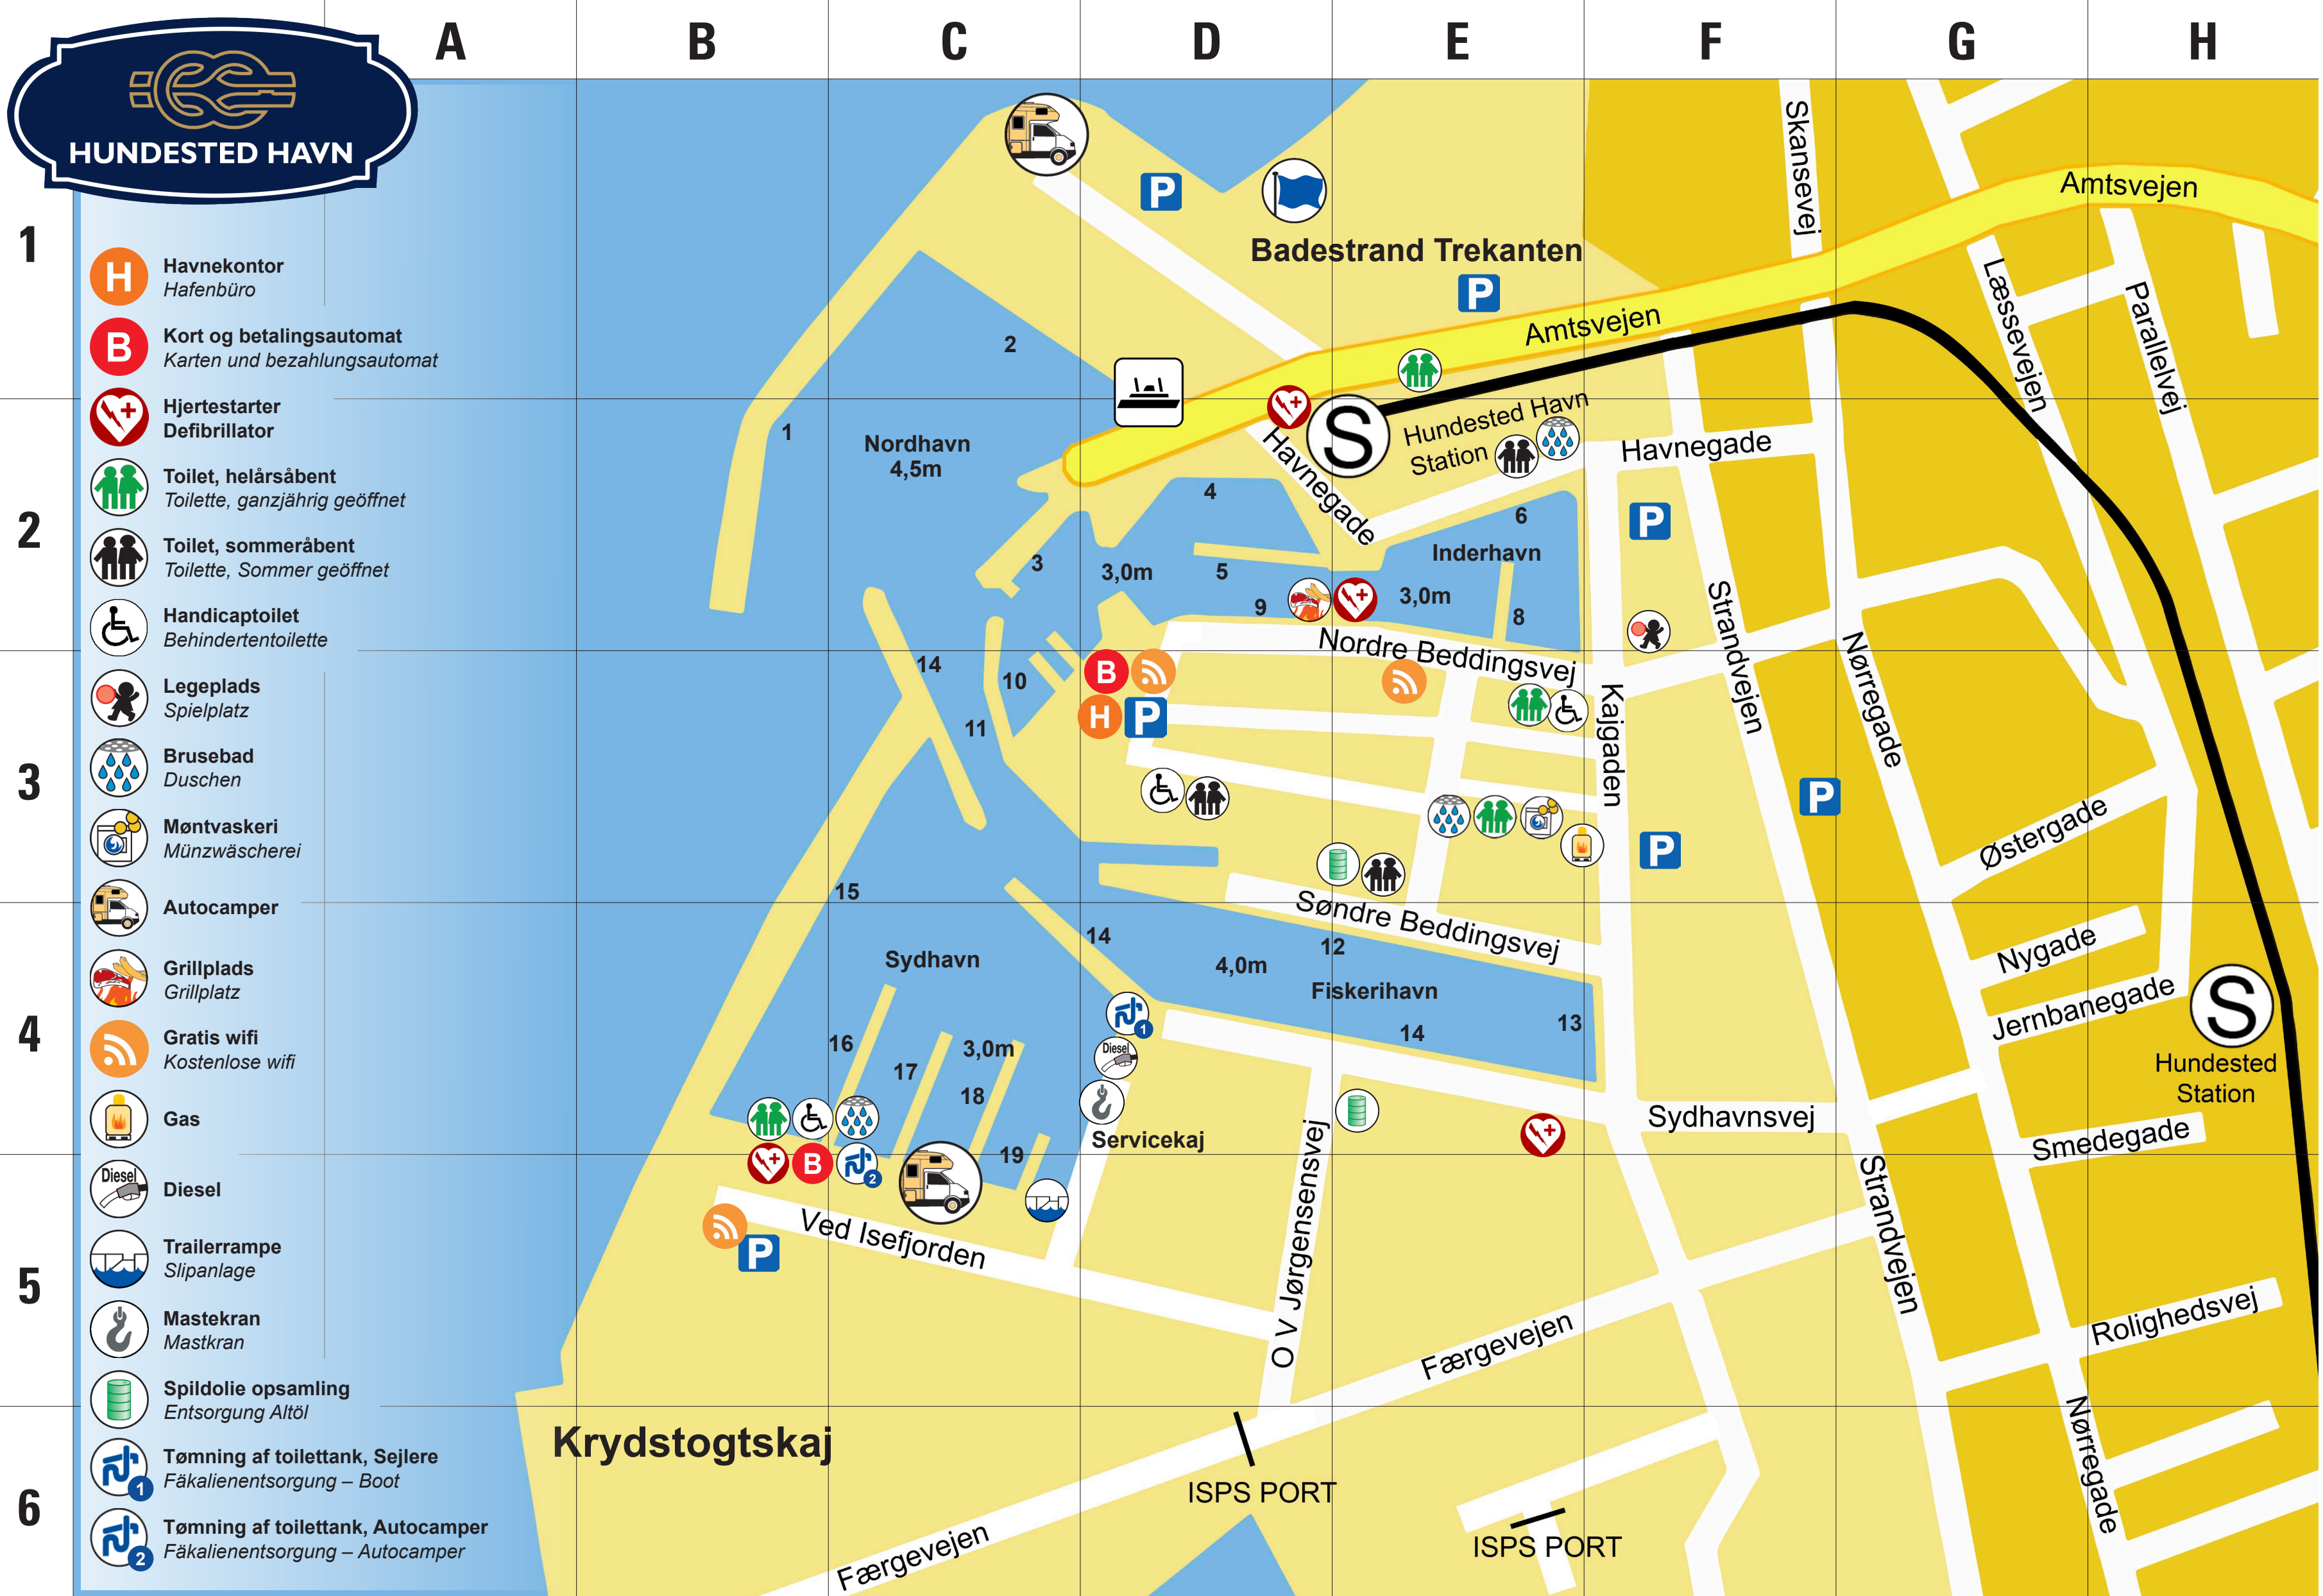 A B C D E F G H
HUNDESTED HAVN
1
2
3
4
5
6
H
Havnekontor
Hafenbüro
B
Kort og betalingsautomat
Karten und bezahlungsautomat
Hjertestarter
Defibrillator
Toilet, helårsåbent
Toilette, ganzjährig geöffnet
Toilet, sommeråbent
Toilette, Sommer geöffnet
Handicaptoilet
Behindertentoilette
Legeplads
Spielplatz
Brusebad
Duschen
Møntvaskeri
Münzwäscherei
Autocamper
Grillplads
Grillplatz
Gratis wifi
Kostenlose wifi
Gas
Diesel
Diesel
Trailerrampe
Slipanlage
Mastekran
Mastkran
Spildolie opsamling
Entsorgung Altöl
1
Tømning af toilettank, Sejlere
Fäkalienentsorgung – Boot
2
Tømning af toilettank, Autocamper
Fäkalienentsorgung – Autocamper
P
Badestrand Trekanten
P
Skansevej
Amtsvejen
Amtsvejen
Læssevejen
Parallelvej
2
1
Nordhavn
4,5m
S
Hundested Havn
Station
Havnegade
Havnegade
4
6
P
Inderhavn
3
3,0m
5
9
3,0m
8
Strandvejen
Nordre Beddingsvej
14
10
11
B
H
P
Kajgaden
Nørregade
P
P
Østergade
15
Søndre Beddingsvej
14
12
4,0m
Sydhavn
Fiskerihavn
13
14
Nygade
Jernbanegade
S
Hundested
Station
16
17
3,0m
18
1
Diesel
Servicekaj
19
Sydhavnsvej
Smedegade
B
2
Ved Isefjorden
P
O V Jørgensensvej
Strandvejen
Færgevejen
Rolighedsvej
Krydstogtskaj
ISPS PORT
ISPS PORT
Færgevejen
Nørregade